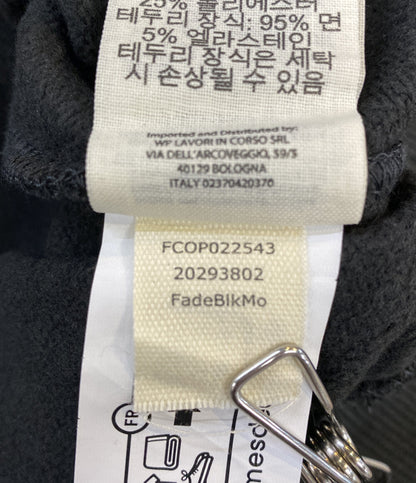 25% 폴리에스터
테두리 장식: 95% 면
5% 엘라스테인
테두리 장식은 세탁
시 손상될 수 있음
Imported and Distributed by:
WP LAVORI IN CORSO SRL
VIA DELL'ARCOVEGGIO, 59/5
40129 BOLOGNA
ITALY 02370420370
FCOP022543
20293802
FadeBlkMo
FR